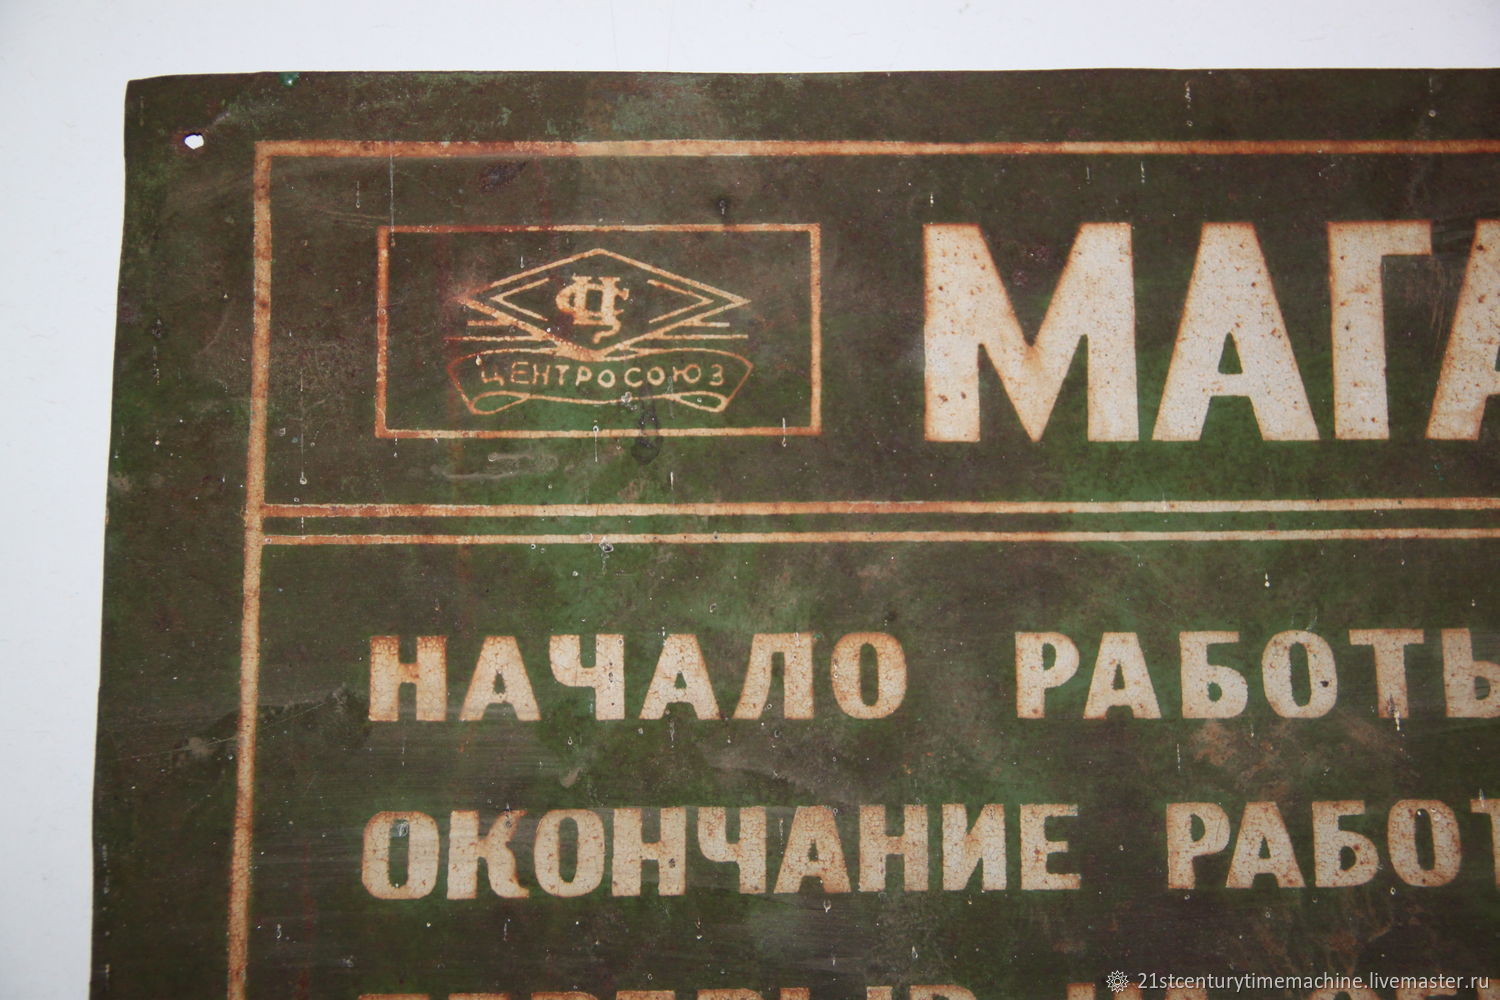 ЦС
ЦЕНТРОСОЮЗ
МАГА
НАЧАЛО РАБОТЫ
ОКОНЧАНИЕ РАБОТ
21stcenturytimemachine.livemaster.ru